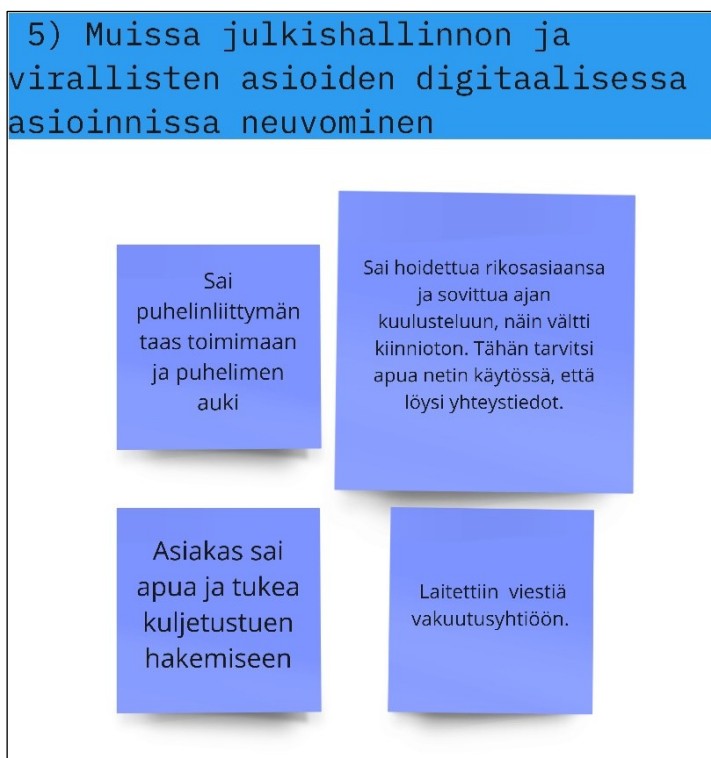 5) Muissa julkishallinnon ja
virallisten asioiden digitaalisessa
asioinnissa neuvominen
Sai
puhelinliittymän
taas toimimaan
ja puhelimen
auki
Sai hoidettua rikosasiaansa
ja sovittua ajan
kuulusteluun, näin vältti
kiinnioton. Tähän tarvitsi
apua netin käytössä, että
löysi yhteystiedot.
Asiakas sai
apua ja tukea
kuljetustuen
hakemiseen
Laitettiin viestiä
vakuutusyhtiöön.